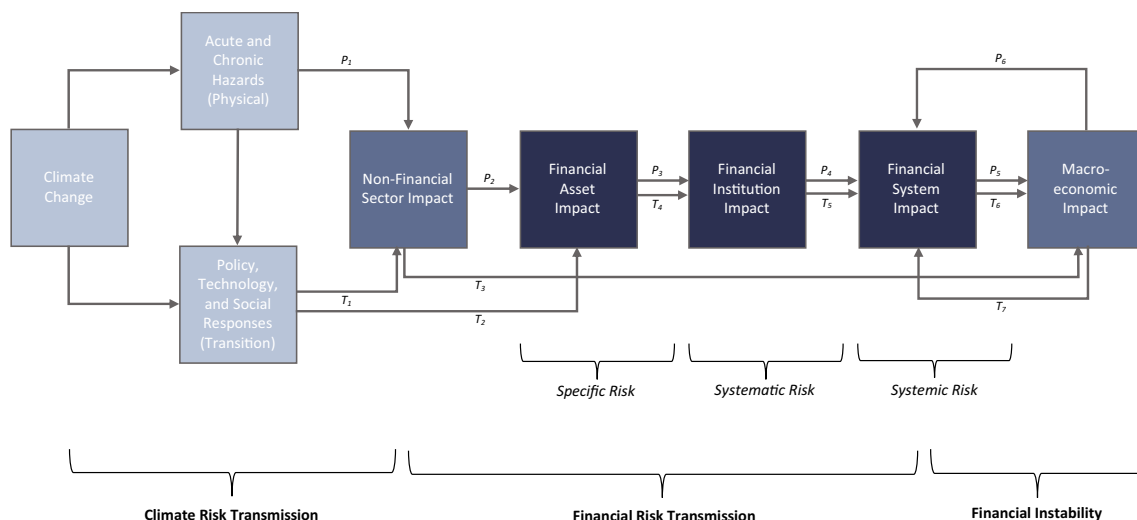 Acute and
Chronic
Hazards
(Physical)
P1
P6
Climate
Change
Non-Financial
Sector Impact
P2
Financial
Asset
Impact
P3
T4
Financial
Institution
Impact
P4
T5
Financial
System
Impact
P5
T6
Macro-
economic
Impact
Policy,
Technology,
and Social
Responses
(Transition)
T1
T2
T3
T7
Specific Risk
Systematic Risk
Systemic Risk
Climate Risk Transmission
Financial Risk Transmission
Financial Instability